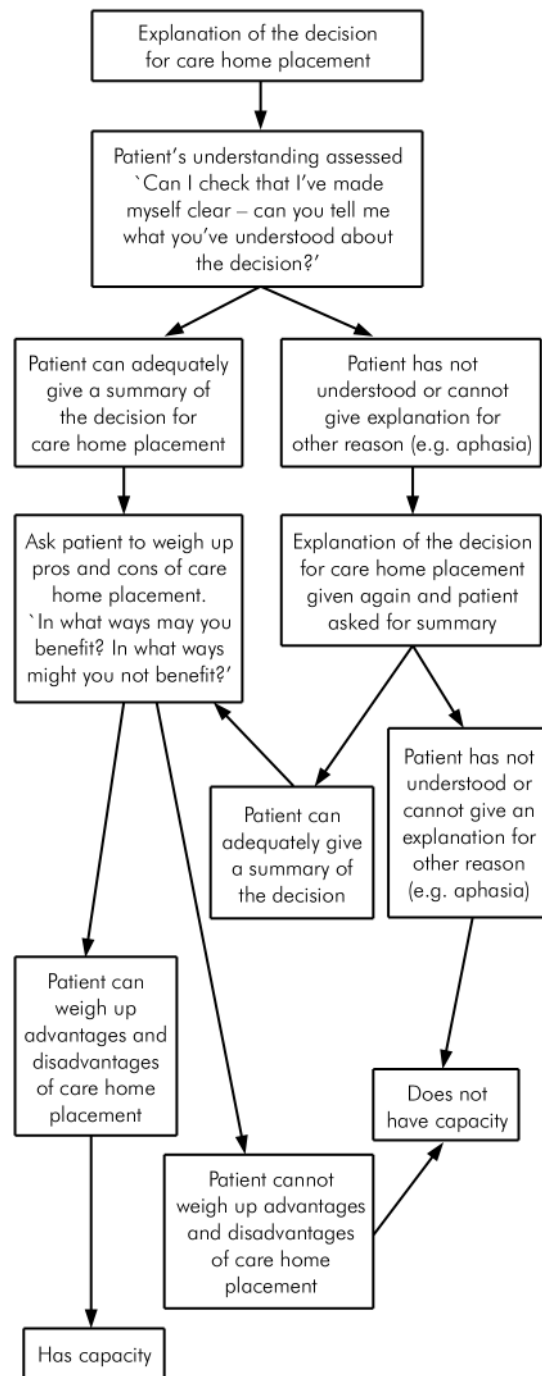 Explanation of the decision
for care home placement
Patient's understanding assessed
`Can I check that I've made
myself clear – can you tell me
what you've understood about
the decision?'
Patient can adequately
give a summary of
the decision for
care home placement
Patient has not
understood or cannot
give explanation for
other reason (e.g. aphasia)
Ask patient to weigh up
pros and cons of care
home placement.
`In what ways may you
benefit? In what ways
might you not benefit?'
Explanation of the decision
for care home placement
given again and patient
asked for summary
Patient can
adequately give
a summary of
the decision
Patient has not
understood or
cannot give an
explanation for
other reason
(e.g. aphasia)
Patient can
weigh up
advantages and
disadvantages
of care home
placement
Does not
have capacity
Patient cannot
weigh up advantages
and disadvantages
of care home
placement
Has capacity